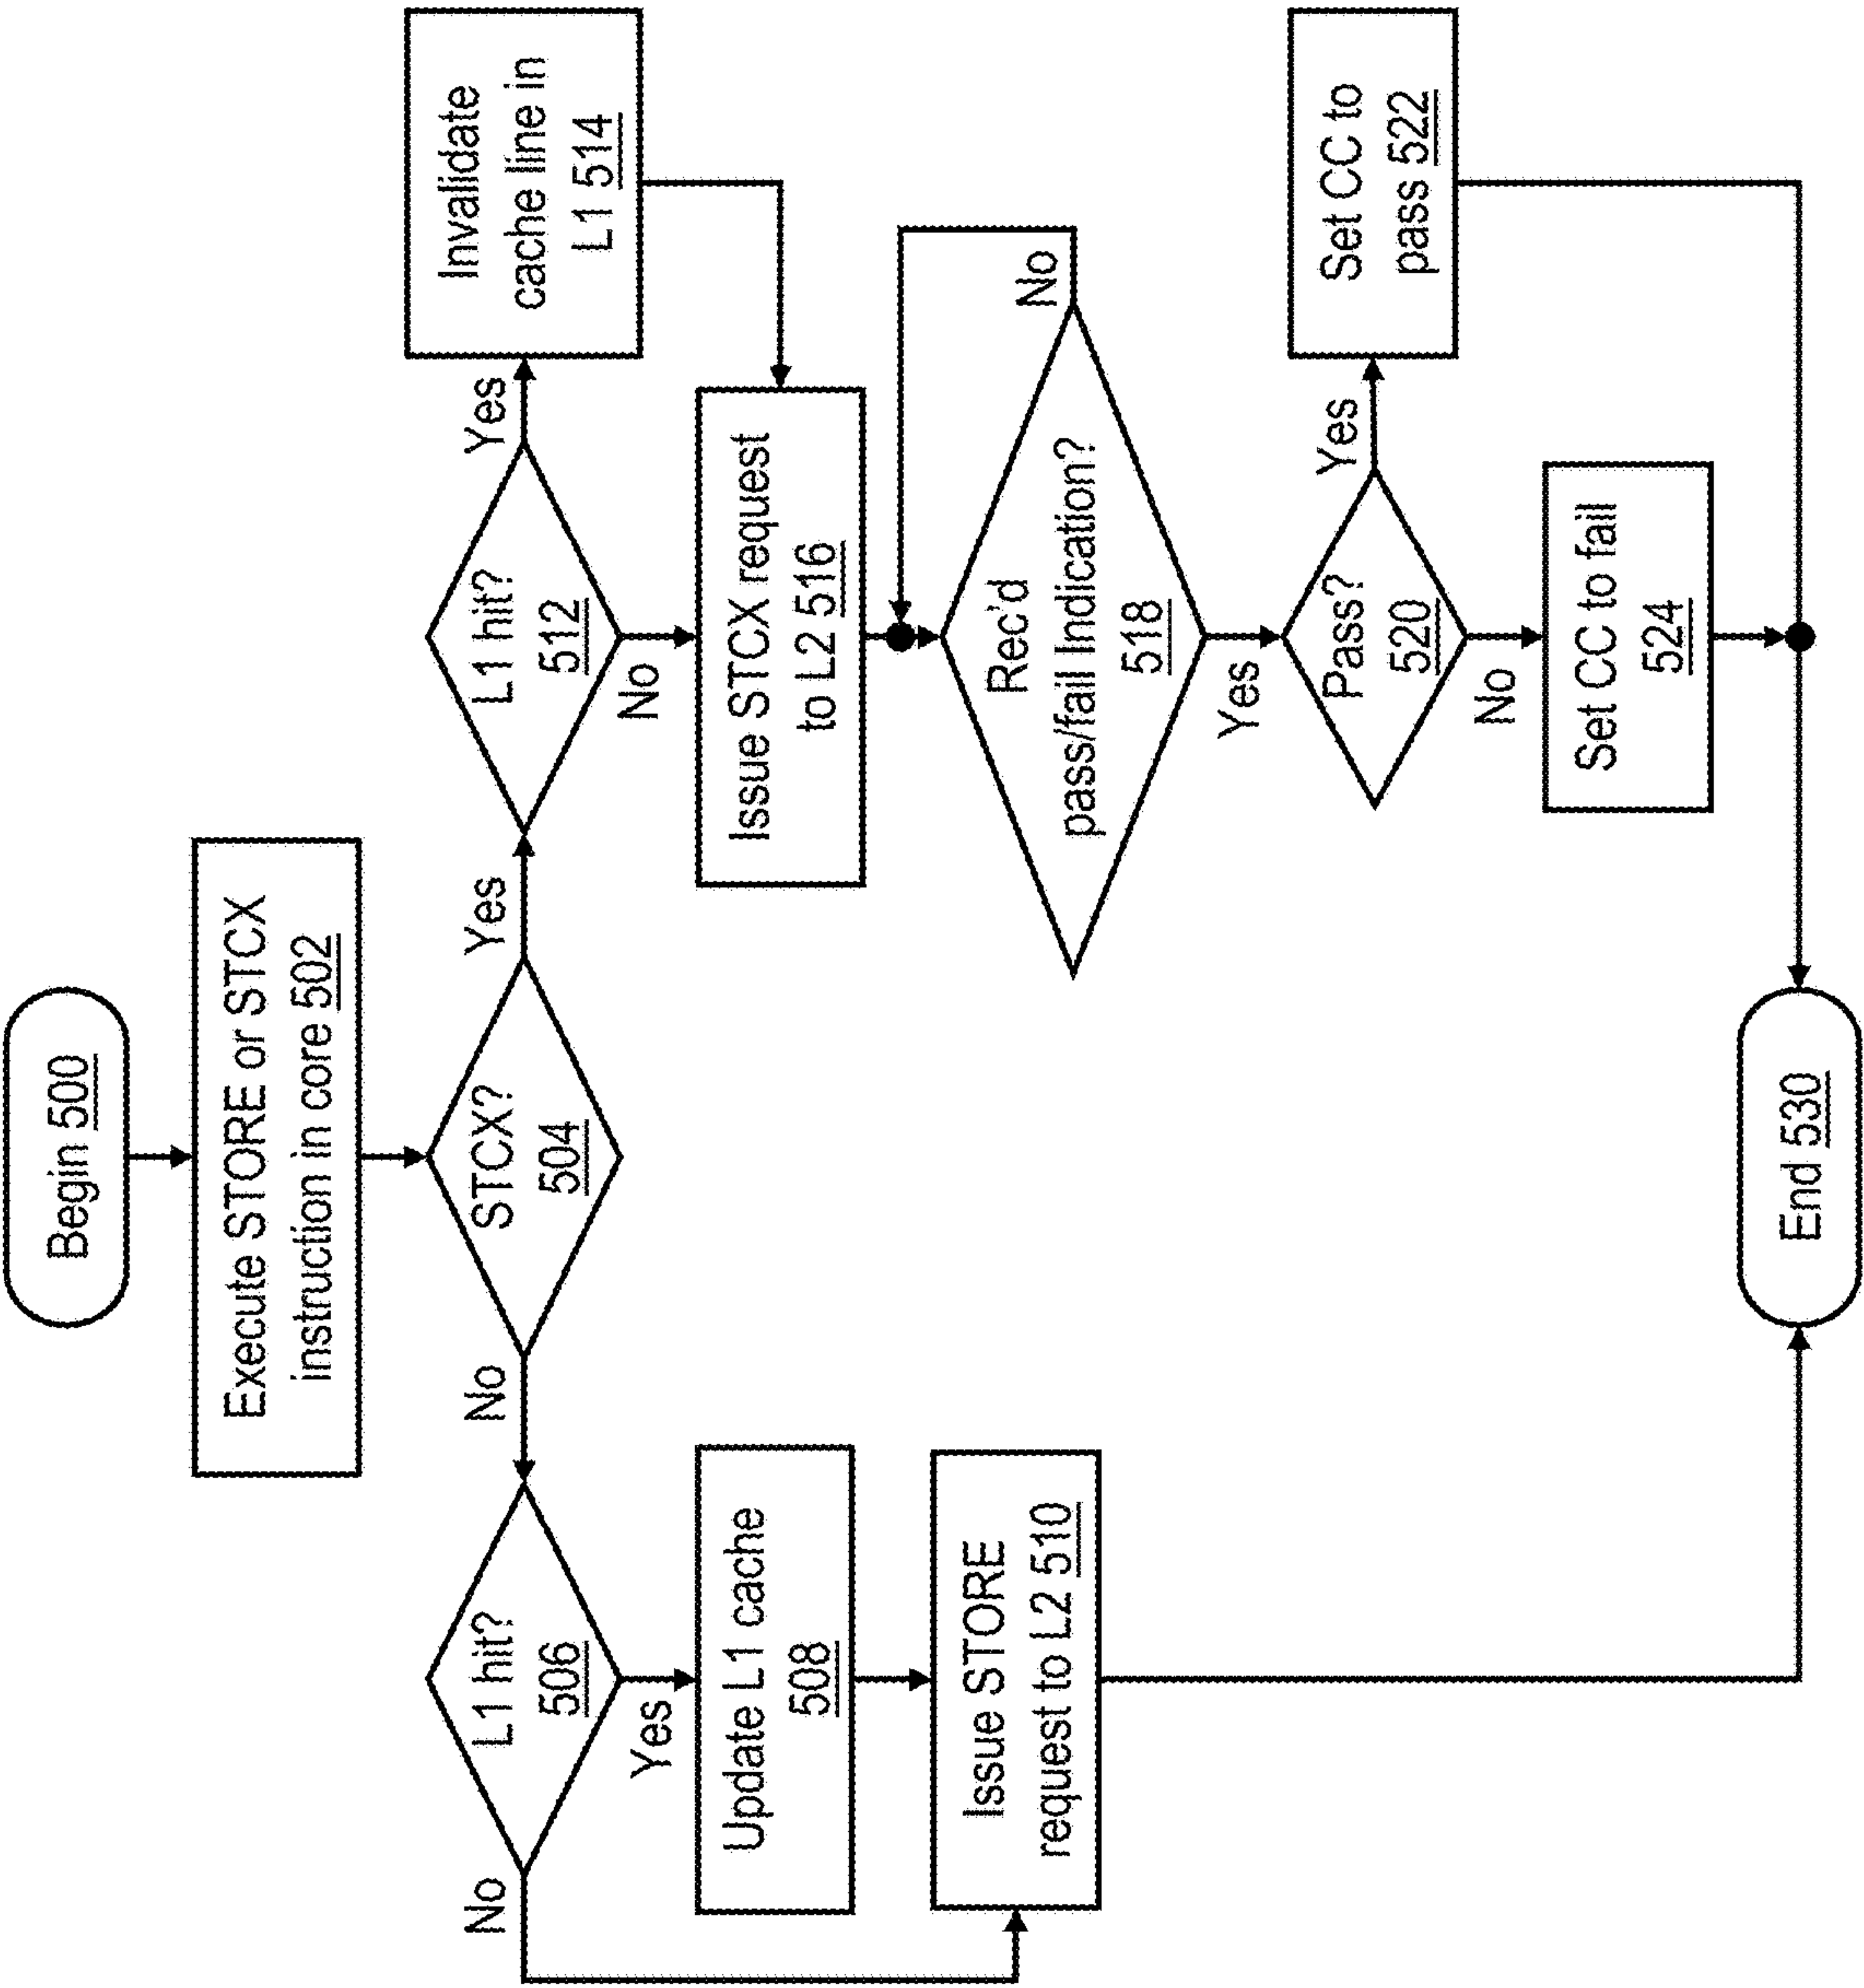 Begin 500
Execute STORE or STCX
instruction in core 502
STCX?
504
No
Yes
L1 hit?
506
No
Yes
Update L1 cache
508
Issue STORE
request to L2 510
L1 hit?
512
Yes
No
Invalidate
cache line in
L1 514
Issue STCX request
to L2 516
Rec'd
pass/fail Indication?
518
No
Yes
Pass?
520
Yes
No
Set CC to
pass 522
Set CC to fail
524
End 530